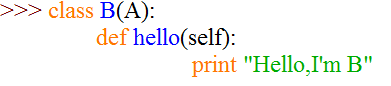 >>> class B(A):
def hello(self):
print "Hello,I'm B"